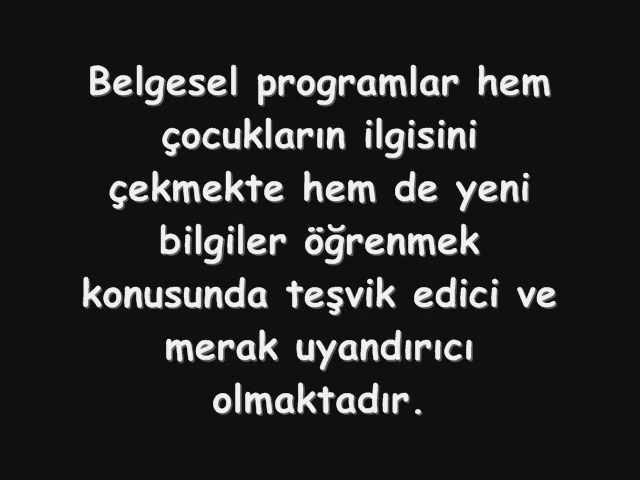 Belgesel programlar hem
çocukların ilgisini
çekmekte hem de yeni
bilgiler öğrenmek
konusunda teşvik edici ve
merak uyandırıcı
olmaktadır.